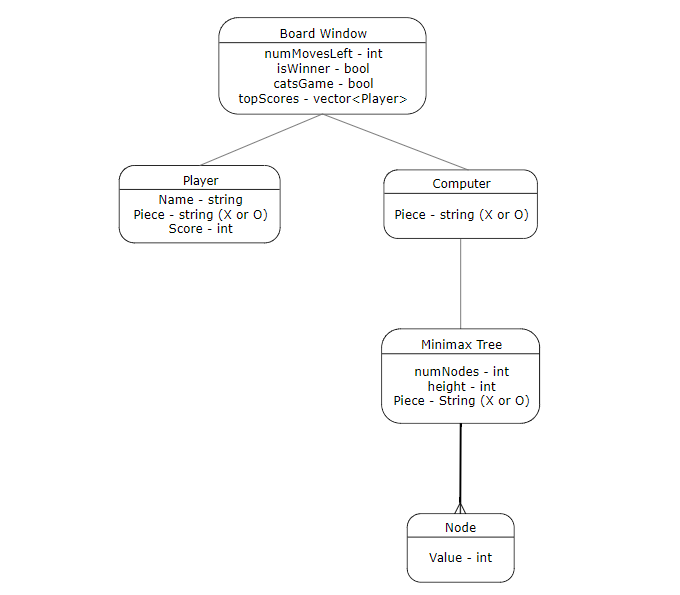 Board Window
numMovesLeft - int
isWinner - bool
catsGame - bool
topScores - vector<Player>
Player
Name - string
Piece - string (X or O)
Score - int
Computer
Piece - string (X or O)
Minimax Tree
numNodes - int
height - int
Piece - String (X or O)
Node
Value - int